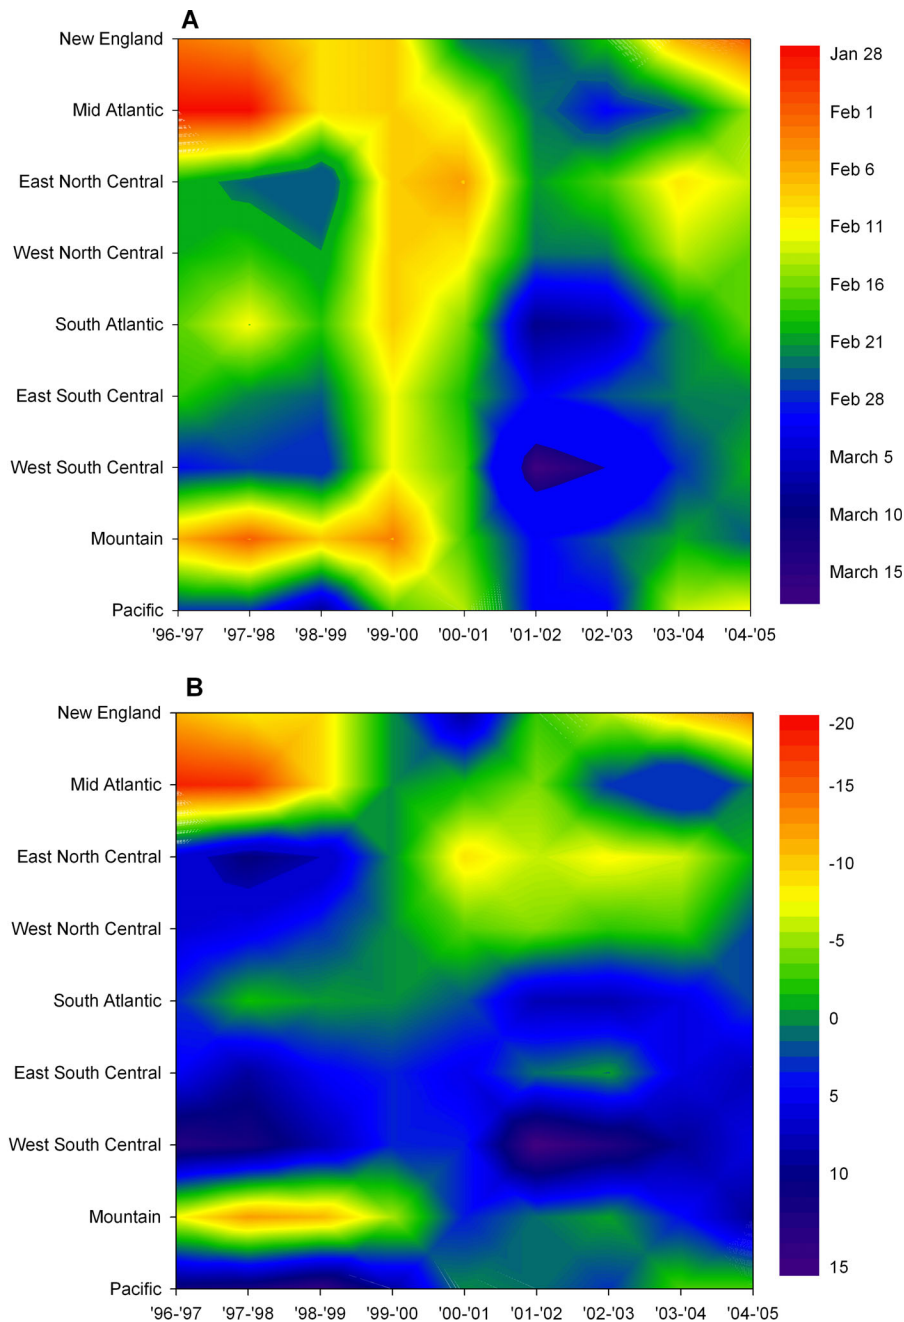 A
New England
Mid Atlantic
East North Central
West North Central
South Atlantic
East South Central
West South Central
Mountain
Pacific
'96-'97 '97-'98 '98-'99 '99-'00 '00-'01 '01-'02 '02-'03 '03-'04 '04-'05
Jan 28
Feb 1
Feb 6
Feb 11
Feb 16
Feb 21
Feb 28
March 5
March 10
March 15
B
New England
Mid Atlantic
East North Central
West North Central
South Atlantic
East South Central
West South Central
Mountain
Pacific
'96-'97 '97-'98 '98-'99 '99-'00 '00-'01 '01-'02 '02-'03 '03-'04 '04-'05
-20
-15
-10
-5
0
5
10
15